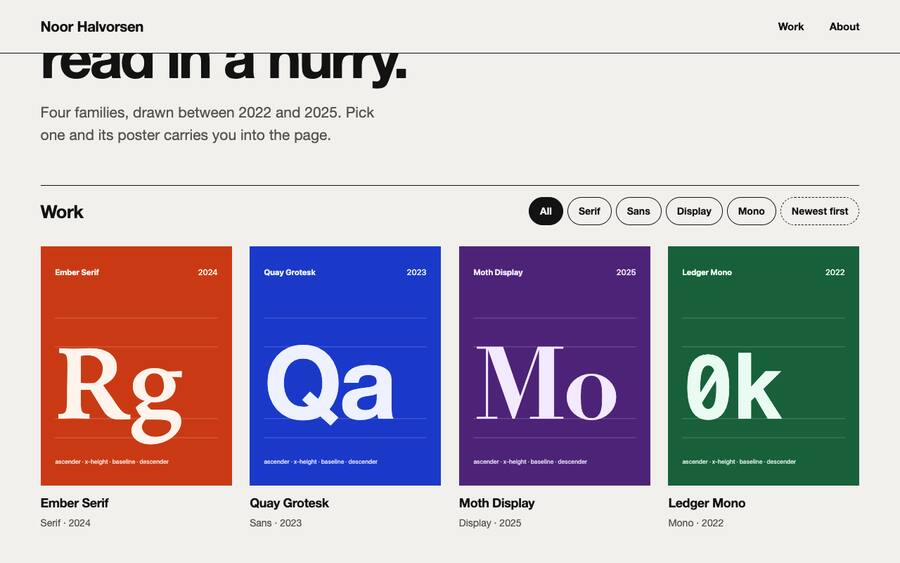 Noor Halvorsen
Work
About
read in a hurry.
Four families, drawn between 2022 and 2025. Pick
one and its poster carries you into the page.
Work
All
Serif
Sans
Display
Mono
Newest first
Ember Serif
2024
Rg
ascender · x-height · baseline · descender
Ember Serif
Serif · 2024
Quay Grotesk
2023
Qa
ascender · x-height · baseline · descender
Quay Grotesk
Sans · 2023
Moth Display
2025
Mo
ascender · x-height · baseline · descender
Moth Display
Display · 2025
Ledger Mono
2022
0k
ascender · x-height · baseline · descender
Ledger Mono
Mono · 2022